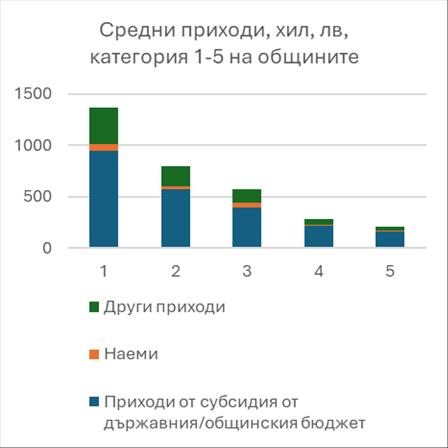 Средни приходи, хил, лв,
категория 1-5 на общините
1500
1000
500
0
1 2 3 4 5
Други приходи
Наеми
Приходи от субсидия от
държавния/общинския бюджет